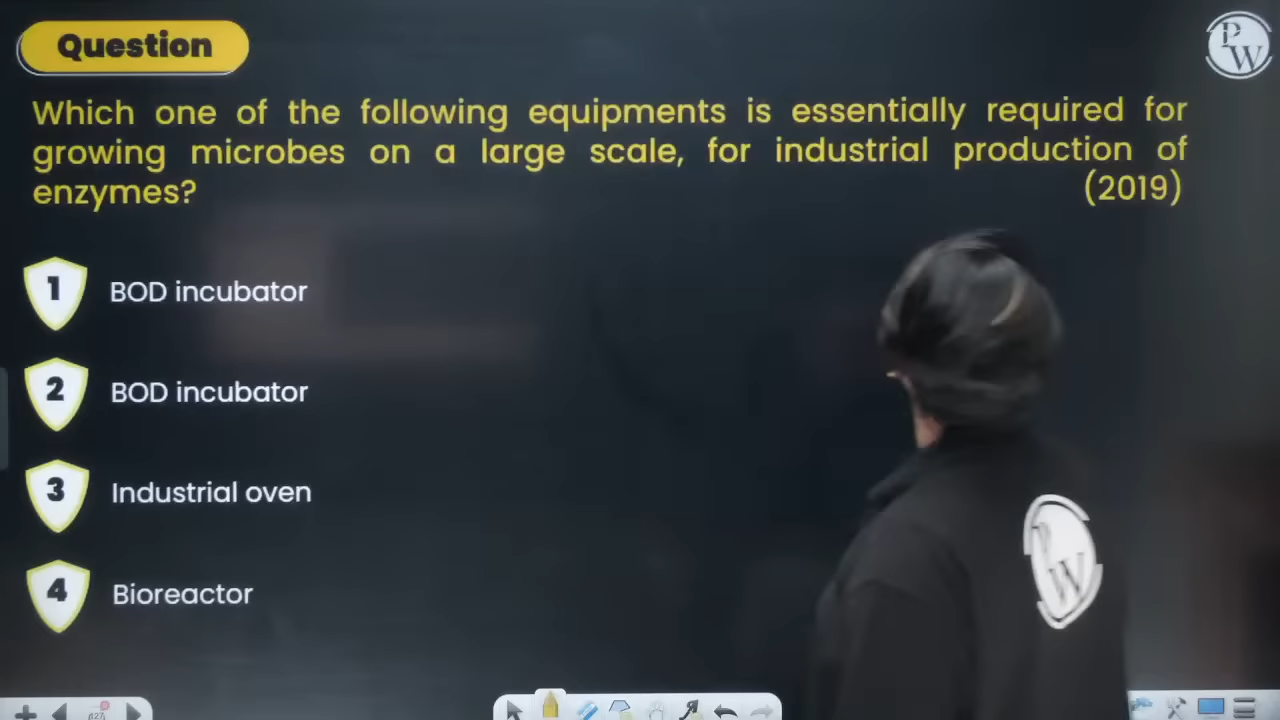 Question
P
W
Which one of the following equipments is essentially required for
growing microbes on a large scale, for industrial production of
enzymes? (2019)
1 BOD incubator
2 BOD incubator
3 Industrial oven
4 Bioreactor
P
W